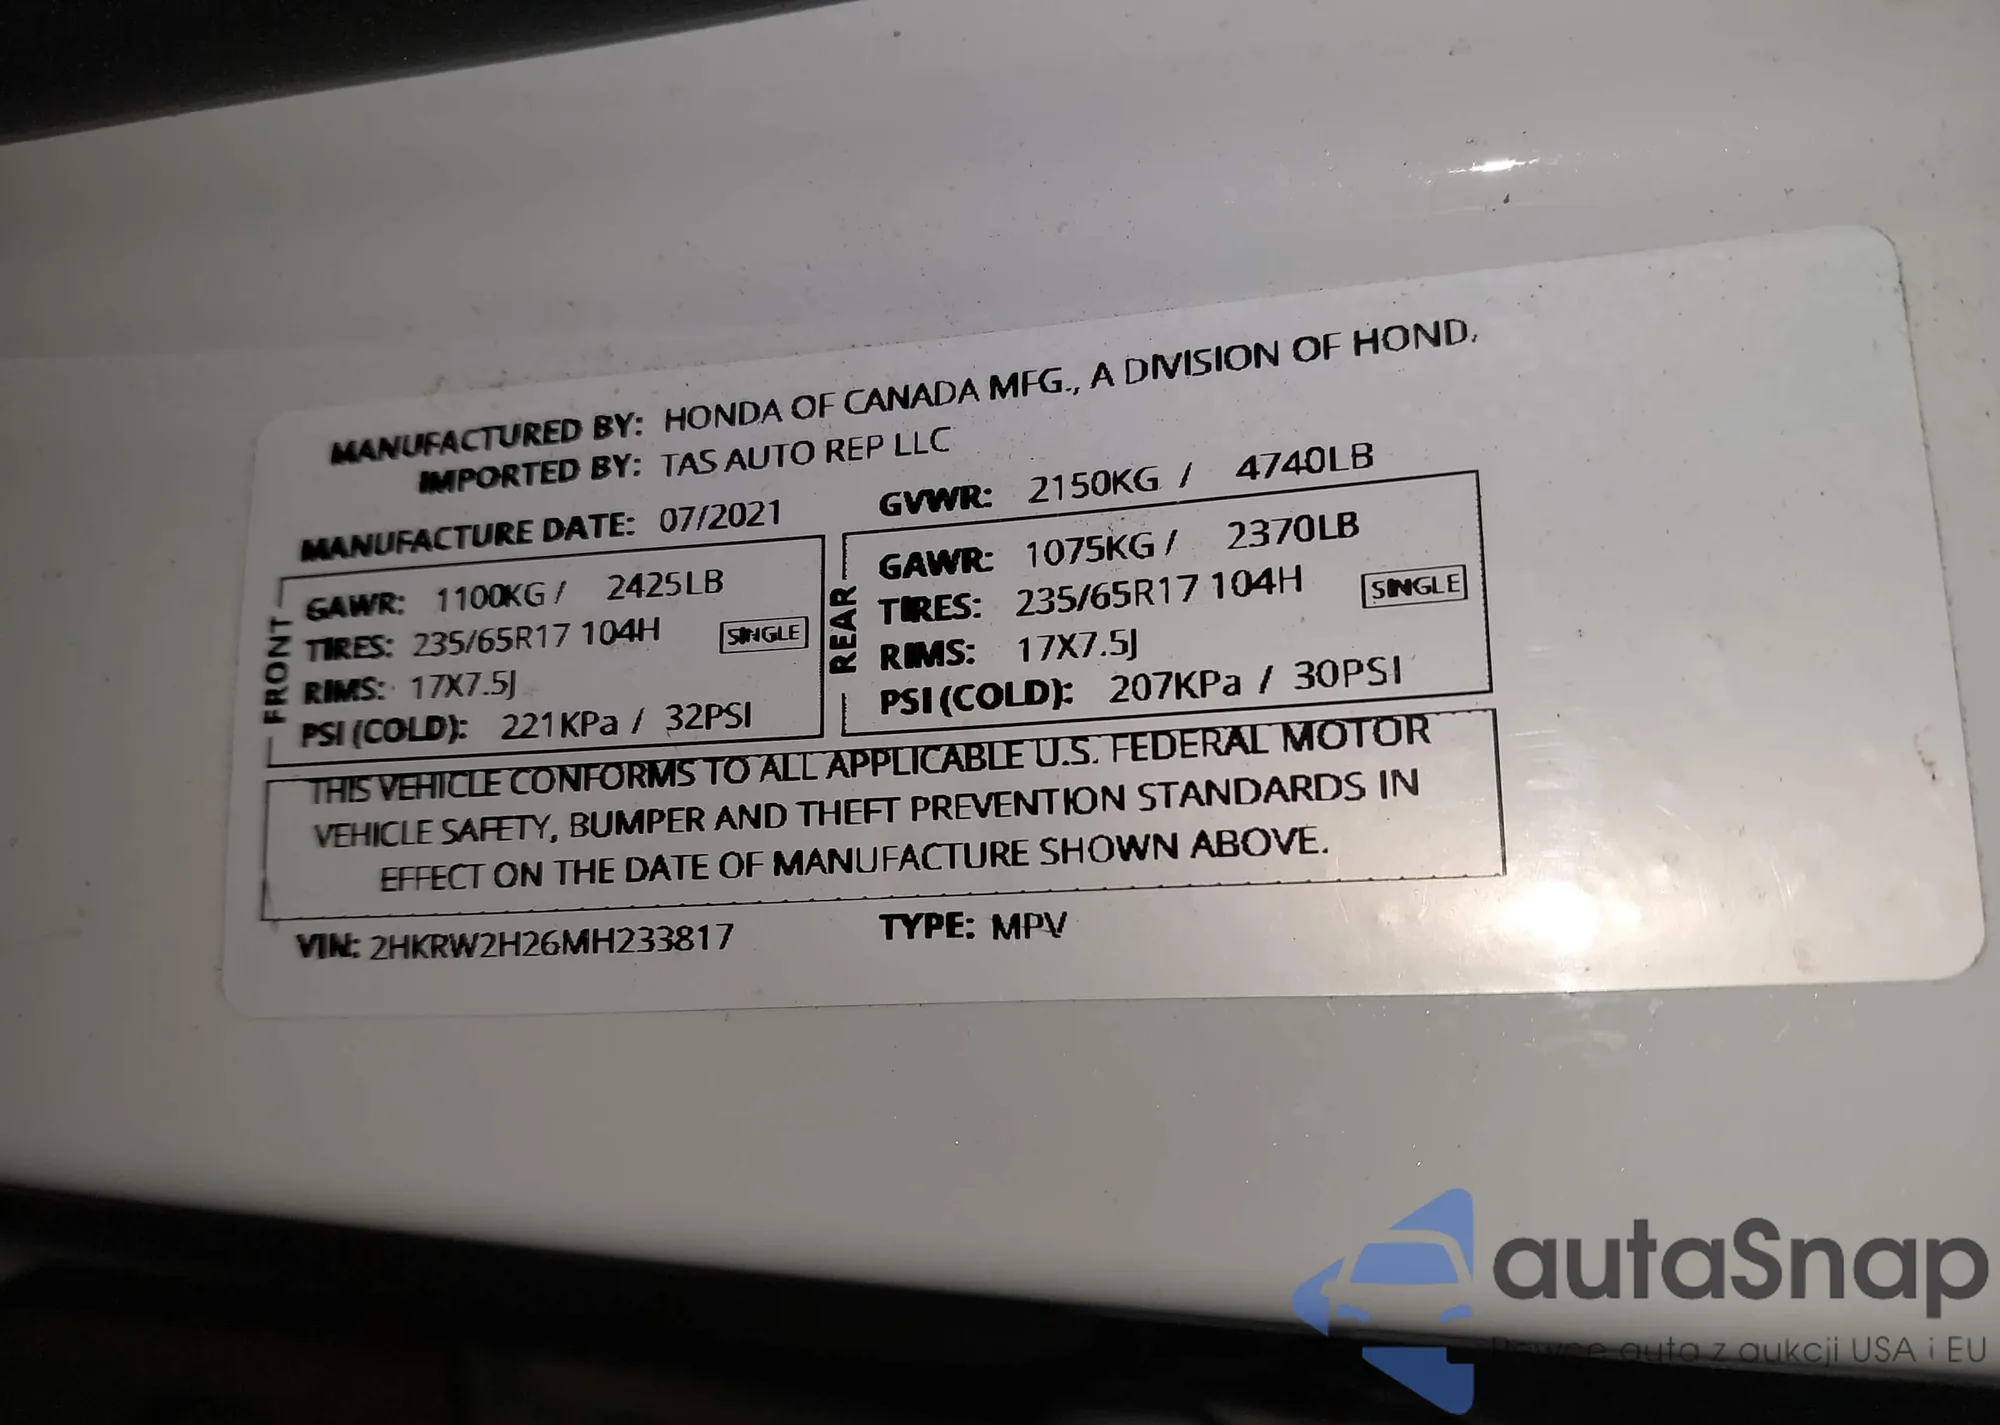 MANUFACTURED BY: HONDA OF CANADA MFG., A DIVISION OF HOND.
IMPORTED BY: TAS AUTO REP LLC
MANUFACTURE DATE: 07/2021 GVWR: 2150KG / 4740LB
FRONT
GAWR: 1100KG / 2425LB
TIRES: 235/65R17 104H SINGLE
RIMS: 17X7.5J
PSI (COLD): 221KPa / 32PSI
REAR
GAWR: 1075KG / 2370LB
TIRES: 235/65R17 104H SINGLE
RIMS: 17X7.5J
PSI (COLD): 207KPa / 30PSI
THIS VEHICLE CONFORMS TO ALL APPLICABLE U.S. FEDERAL MOTOR
VEHICLE SAFETY, BUMPER AND THEFT PREVENTION STANDARDS IN
EFFECT ON THE DATE OF MANUFACTURE SHOWN ABOVE.
VIN: 2HKRW2H26MH233817 TYPE: MPV
autaSnap
auta z aukcji USA i EU